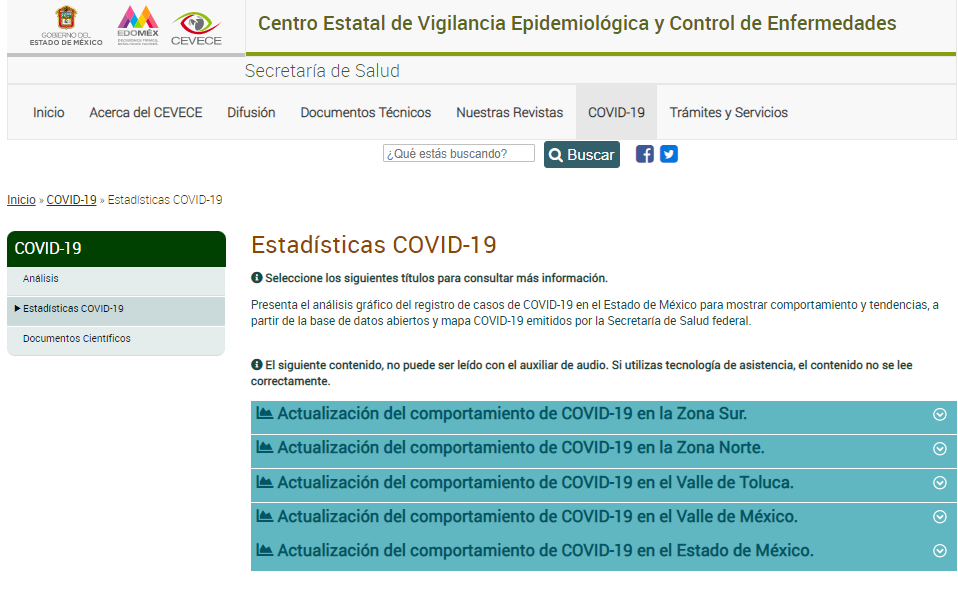 GOBIERNO DEL
ESTADO DE MÉXICO
EDOMÉX
CEVECE
Centro Estatal de Vigilancia Epidemiológica y Control de Enfermedades
Secretaría de Salud
Inicio Acerca del CEVECE Difusión Documentos Técnicos Nuestras Revistas COVID-19 Trámites y Servicios
¿Qué estás buscando? Buscar
Inicio » COVID-19 » Estadísticas COVID-19
COVID-19
Análisis
Estadísticas COVID-19
Documentos Científicos
Estadísticas COVID-19
Seleccione los siguientes títulos para consultar más información.
Presenta el análisis gráfico del registro de casos de COVID-19 en el Estado de México para mostrar comportamiento y tendencias, a
partir de la base de datos abiertos y mapa COVID-19 emitidos por la Secretaría de Salud federal.
El siguiente contenido, no puede ser leído con el auxiliar de audio. Si utilizas tecnología de asistencia, el contenido no se lee
correctamente.
Actualización del comportamiento de COVID-19 en la Zona Sur.
Actualización del comportamiento de COVID-19 en la Zona Norte.
Actualización del comportamiento de COVID-19 en el Valle de Toluca.
Actualización del comportamiento de COVID-19 en el Valle de México.
Actualización del comportamiento de COVID-19 en el Estado de México.